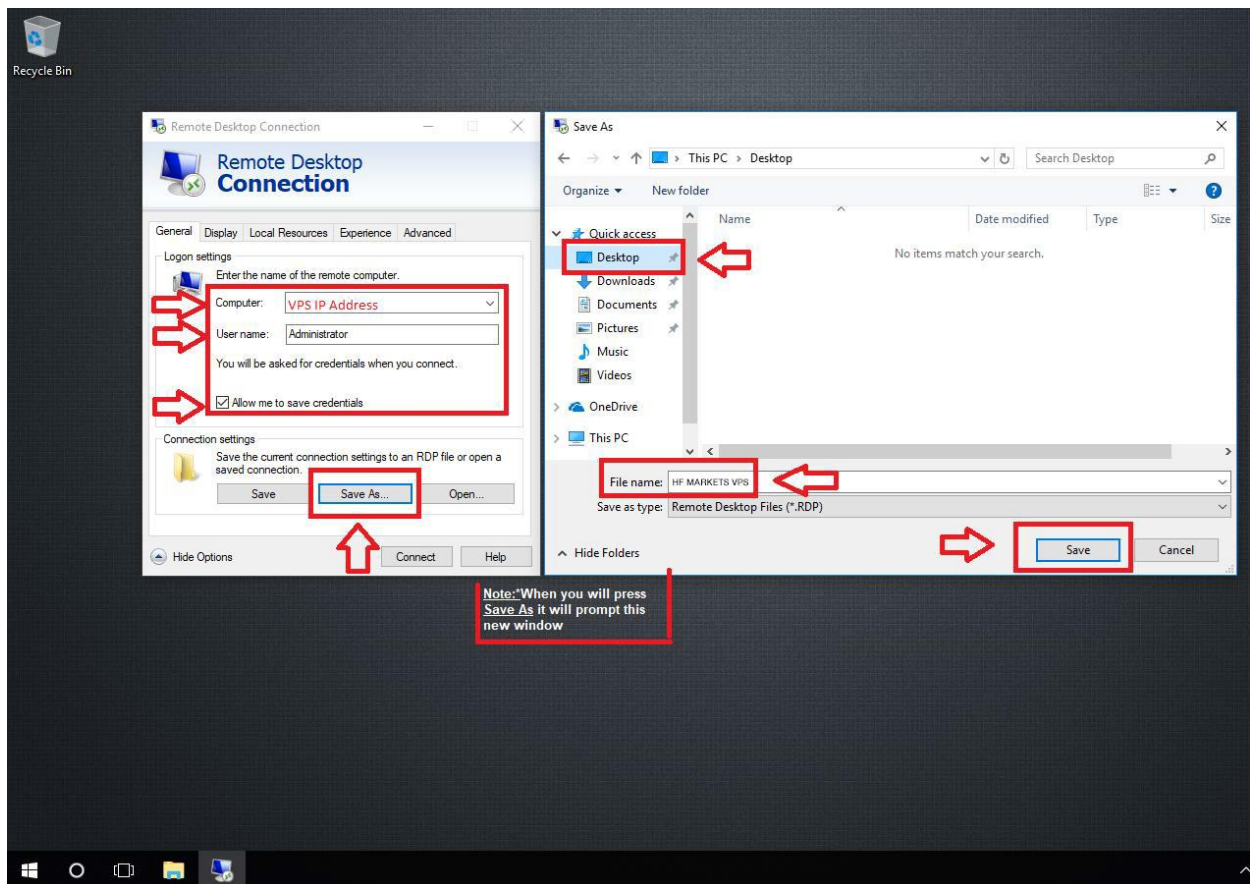 Recycle Bin
Remote Desktop Connection
Remote Desktop
Connection
General Display Local Resources Experience Advanced
Logon settings
Enter the name of the remote computer.
Computer: VPS IP Address
User name: Administrator
You will be asked for credentials when you connect.
Allow me to save credentials
Connection settings
Save the current connection settings to an RDP file or open a
saved connection.
Save Save As... Open...
Hide Options Connect Help
Save As
This PC > Desktop
Search Desktop
Organize New folder
Name Date modified Type Size
No items match your search.
Quick access
Desktop
Downloads
Documents
Pictures
Music
Videos
OneDrive
This PC
File name: HF MARKETS VPS
Save as type: Remote Desktop Files (*.RDP)
Hide Folders Save Cancel
Note:*When you will press
Save As it will prompt this
new window